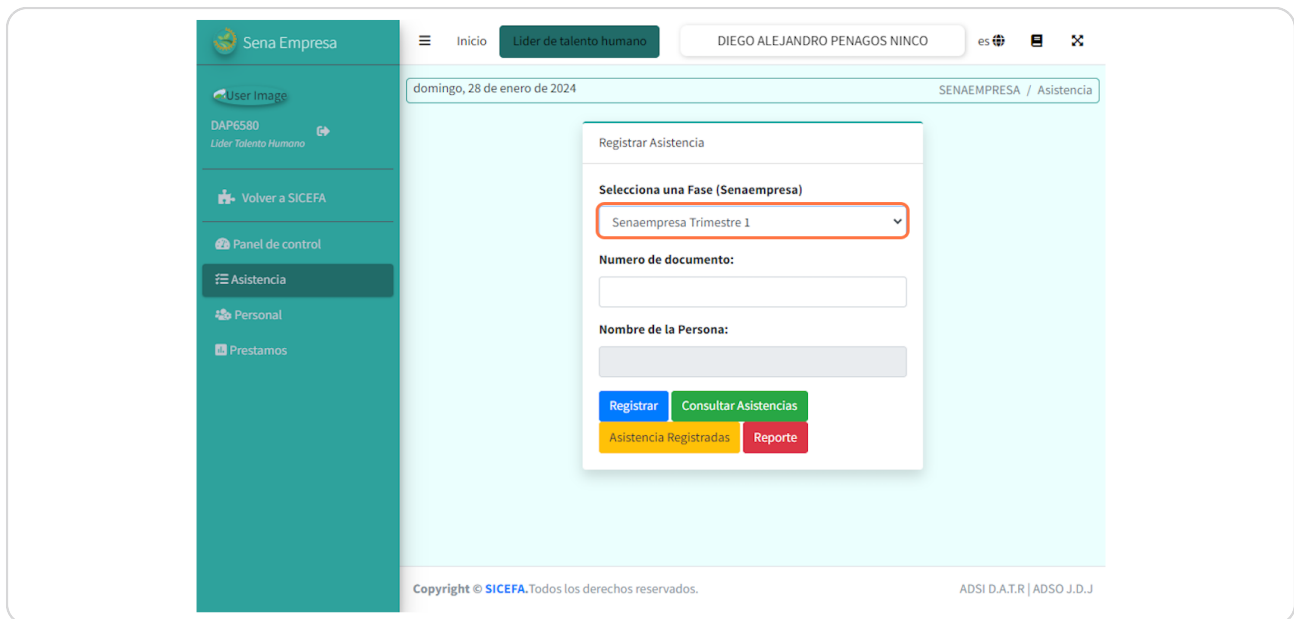 Sena Empresa
Inicio
Lider de talento humano
DIEGO ALEJANDRO PENAGOS NINCO
es
User Image
DAP6580
Lider Talento Humano
Volver a SICEFA
Panel de control
Asistencia
Personal
Prestamos
domingo, 28 de enero de 2024
SENAEMPRESA / Asistencia
Registrar Asistencia
Selecciona una Fase (Senaempresa)
Senaempresa Trimestre 1
Numero de documento:
Nombre de la Persona:
Registrar
Consultar Asistencias
Asistencia Registradas
Reporte
Copyright © SICEFA.Todos los derechos reservados.
ADSI D.A.T.R | ADSO J.D.J